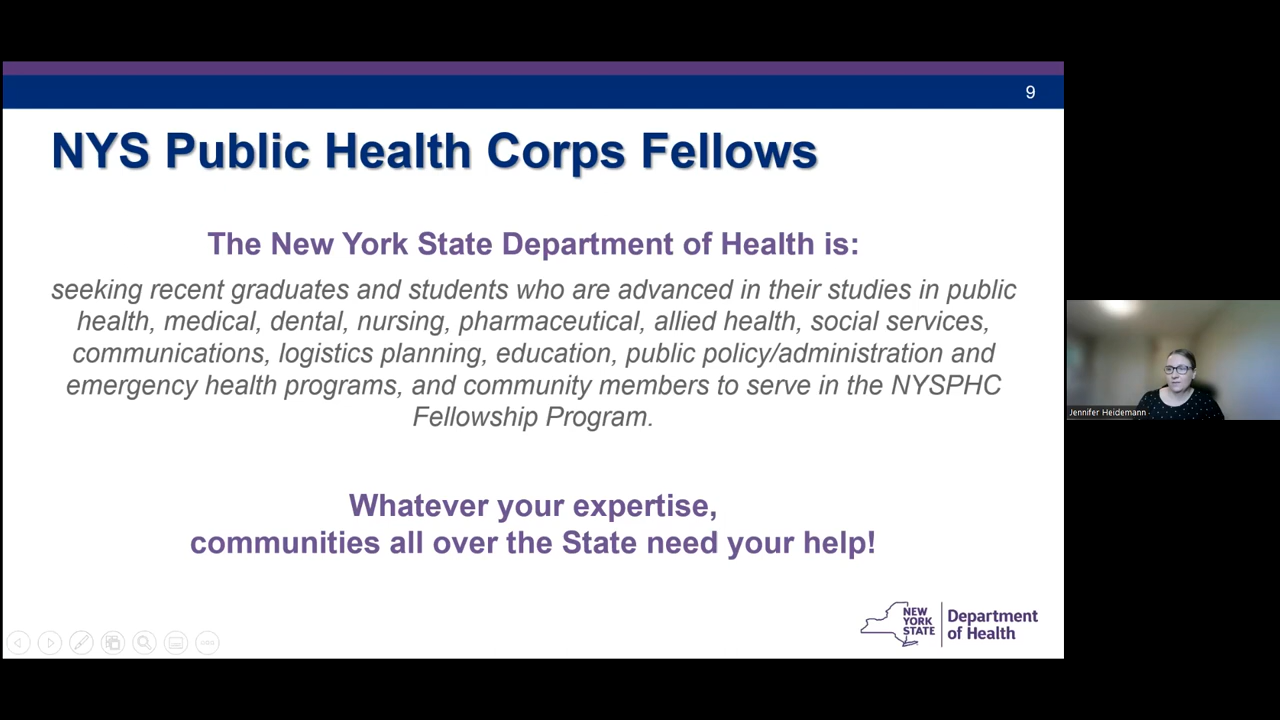 9
NYS Public Health Corps Fellows
The New York State Department of Health is:
seeking recent graduates and students who are advanced in their studies in public
health, medical, dental, nursing, pharmaceutical, allied health, social services,
communications, logistics planning, education, public policy/administration and
emergency health programs, and community members to serve in the NYSPHC
Fellowship Program.
Whatever your expertise,
communities all over the State need your help!
NEW
YORK
STATE
Department
of Health
Jennifer Heidemann